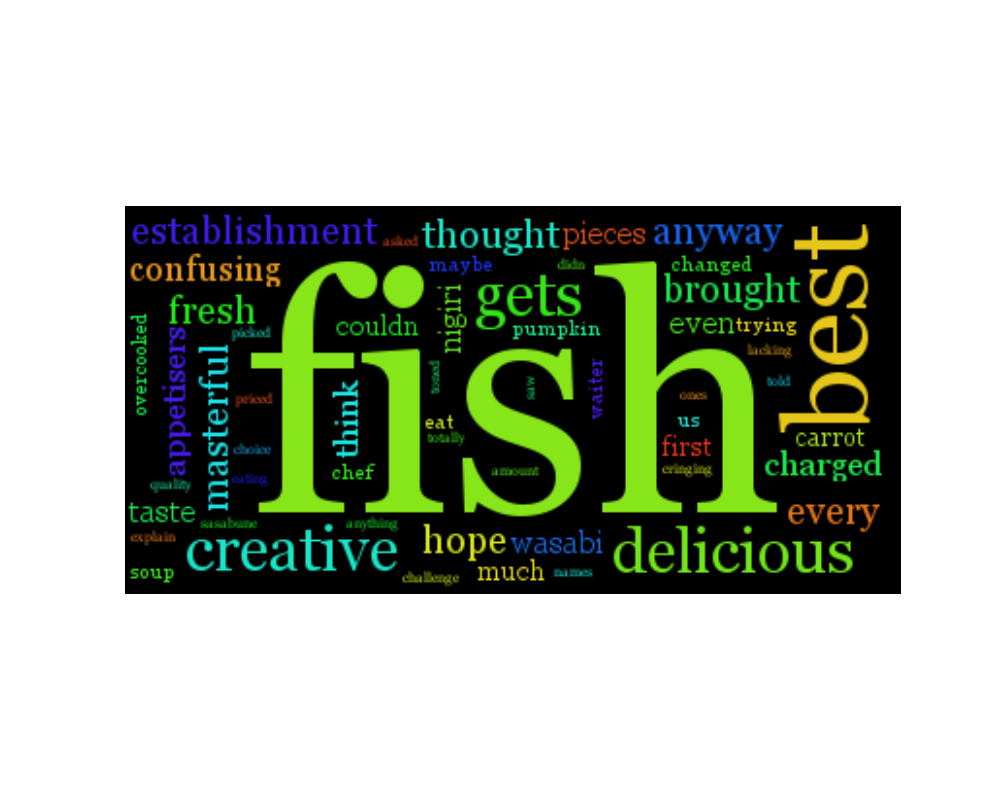 establishment
asked
thought
pieces
anyway
best
confusing
maybe
didn
changed
fresh
nigiri
gets
brought
overcooked
appetisers
picked
couldn
pumpkin
even
trying
fish
masterful
think
toned
saw
waiter
lacking
told
priced
ones
eat
us
totally
first
carrot
choice
chef
amount
cringing
charged
quality
eating
taste
sasabune
anything
every
explain
creative
hope
wasabi
delicious
soup
challenge
much
names